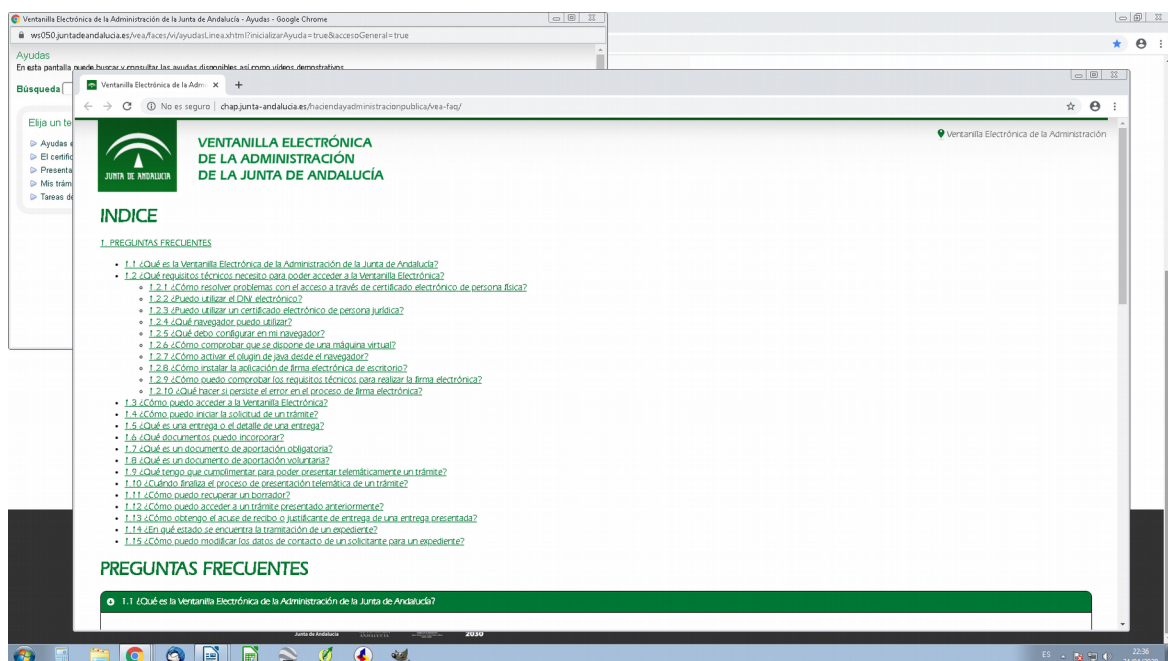 Ventanilla Electrónica de la Administración de la Junta de Andalucía - Ayudas - Google Chrome
ws050.juntadeandalucia.es/vea/faces/vi/ayudasLinea.xhtml?inicializarAyuda=true&accesoGeneral=true
Ayudas
En esta pantalla puede buscar y consultar las ayudas disponibles así como vídeos demostrativos
Búsqueda
Elija un te
Ayudas e
El certific
Presenta
Mis trám
Tareas de
Ventanilla Electrónica de la Admi
No es seguro | chap.junta-andalucia.es/haciendayadministracionpublica/vea-faq/
JUNTA DE ANDALUCIA
VENTANILLA ELECTRÓNICA
DE LA ADMINISTRACIÓN
DE LA JUNTA DE ANDALUCÍA
Ventanilla Electrónica de la Administración
INDICE
1. PREGUNTAS FRECUENTES
1.1 ¿Qué es la Ventanilla Electrónica de la Administración de la Junta de Andalucía?
1.2 ¿Qué requisitos técnicos necesito para poder acceder a la Ventanilla Electrónica?
1.2.1 ¿Cómo resolver problemas con el acceso a través de certificado electrónico de persona física?
1.2.2 ¿Puedo utilizar el DNI electrónico?
1.2.3 ¿Puedo utilizar un certificado electrónico de persona jurídica?
1.2.4 ¿Qué navegador puedo utilizar?
1.2.5 ¿Qué debo configurar en mi navegador?
1.2.6 ¿Cómo comprobar que se dispone de una máquina virtual?
1.2.7 ¿Cómo activar el plugin de java desde el navegador?
1.2.8 ¿Cómo instalar la aplicación de firma electrónica de escritorio?
1.2.9 ¿Cómo puedo comprobar los requisitos técnicos para realizar la firma electrónica?
1.2.10 ¿Qué hacer si persiste el error en el proceso de firma electrónica?
1.3 ¿Cómo puedo acceder a la Ventanilla Electrónica?
1.4 ¿Cómo puedo iniciar la solicitud de un trámite?
1.5 ¿Qué es una entrega o el detalle de una entrega?
1.6 ¿Qué documentos puedo incorporar?
1.7 ¿Qué es un documento de aportación obligatoria?
1.8 ¿Qué es un documento de aportación voluntaria?
1.9 ¿Qué tengo que cumplimentar para poder presentar telemáticamente un trámite?
1.10 ¿Cuándo finaliza el proceso de presentación telemática de un trámite?
1.11 ¿Cómo puedo recuperar un borrador?
1.12 ¿Cómo puedo acceder a un trámite presentado anteriormente?
1.13 ¿Cómo obtengo el acuse de recibo o justificante de entrega de una entrega presentada?
1.14 ¿En qué estado se encuentra la tramitación de un expediente?
1.15 ¿Cómo puedo modificar los datos de contacto de un solicitante para un expediente?
PREGUNTAS FRECUENTES
1.1 ¿Qué es la Ventanilla Electrónica de la Administración de la Junta de Andalucía?
Junta de Andalucía
2030
ES
22:36